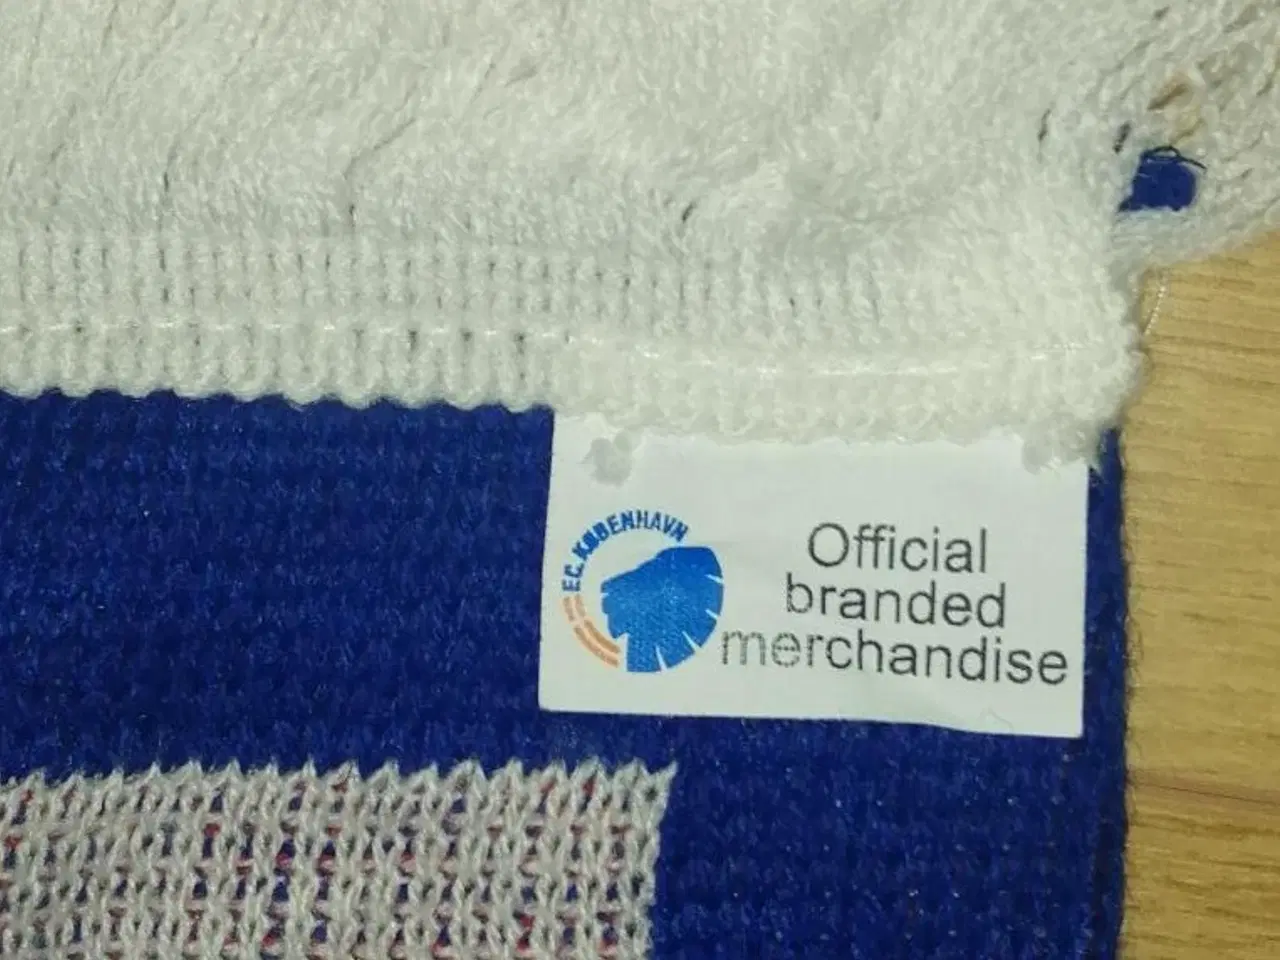 F.C. KØBENHAVN
Official
branded
merchandise